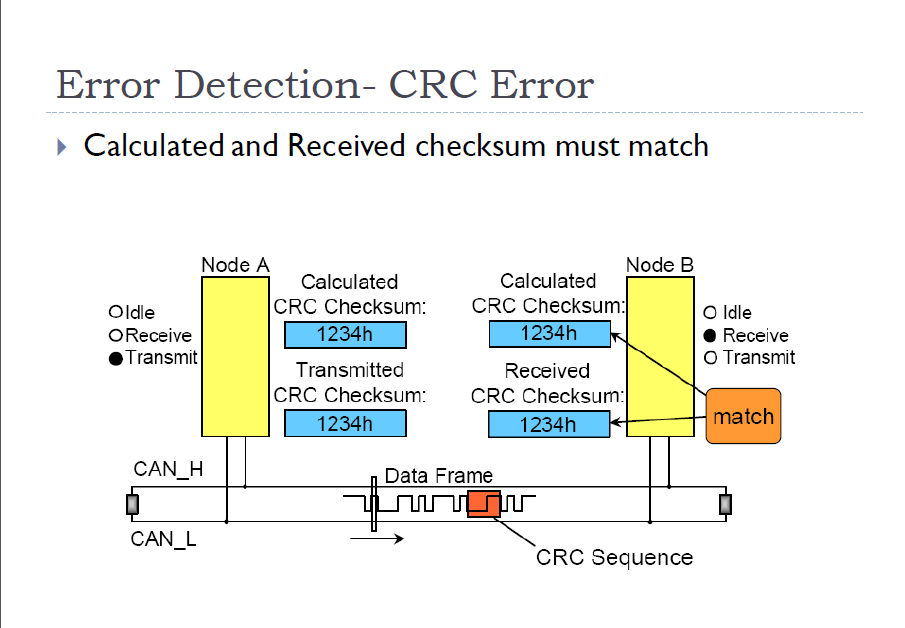 Error Detection- CRC Error
Calculated and Received checksum must match
Node A
Idle
Receive
Transmit
Calculated
CRC Checksum:
1234h
Transmitted
CRC Checksum:
1234h
Calculated
CRC Checksum:
1234h
Received
CRC Checksum:
1234h
Node B
Idle
Receive
Transmit
match
CAN_H
Data Frame
CAN_L
CRC Sequence